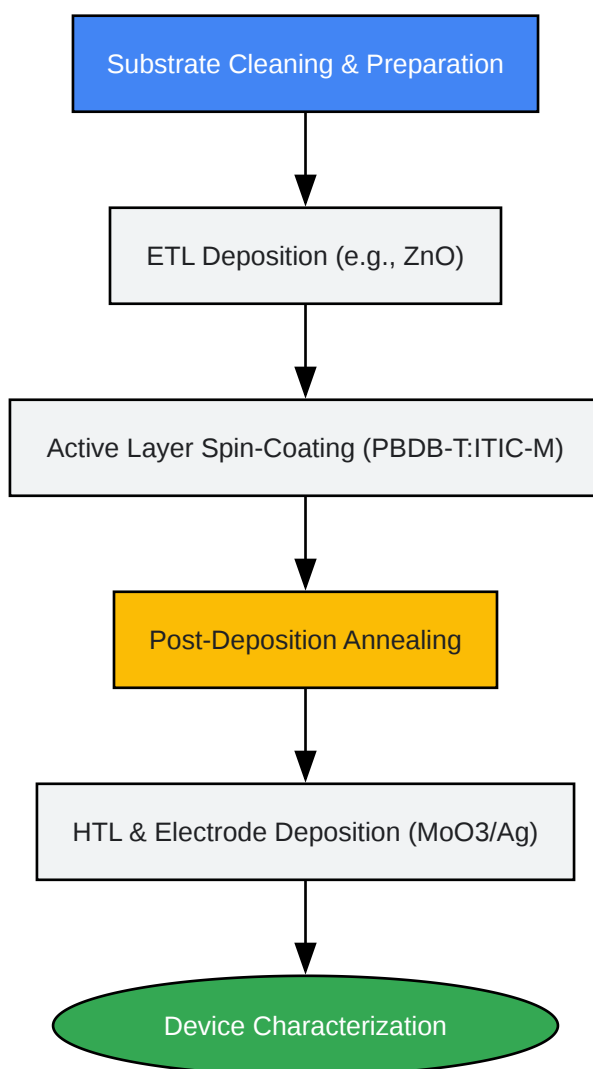 Substrate Cleaning & Preparation
ETL Deposition (e.g., ZnO)
Active Layer Spin-Coating (PBDB-T:ITIC-M)
Post-Deposition Annealing
HTL & Electrode Deposition (MoO3/Ag)
Device Characterization